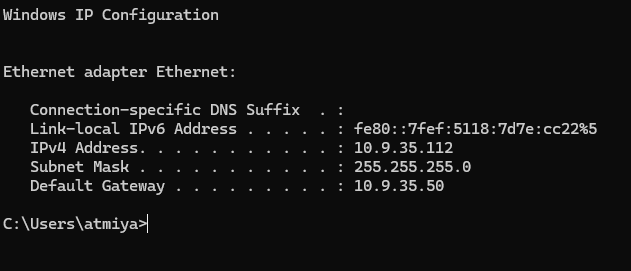 Windows IP Configuration
Ethernet adapter Ethernet:
Connection-specific DNS Suffix  . :
Link-local IPv6 Address . . . . . : fe80::7fef:5118:7d7e:cc22%5
IPv4 Address. . . . . . . . . . . : 10.9.35.112
Subnet Mask . . . . . . . . . . . : 255.255.255.0
Default Gateway . . . . . . . . . : 10.9.35.50
C:\Users\atmiya>